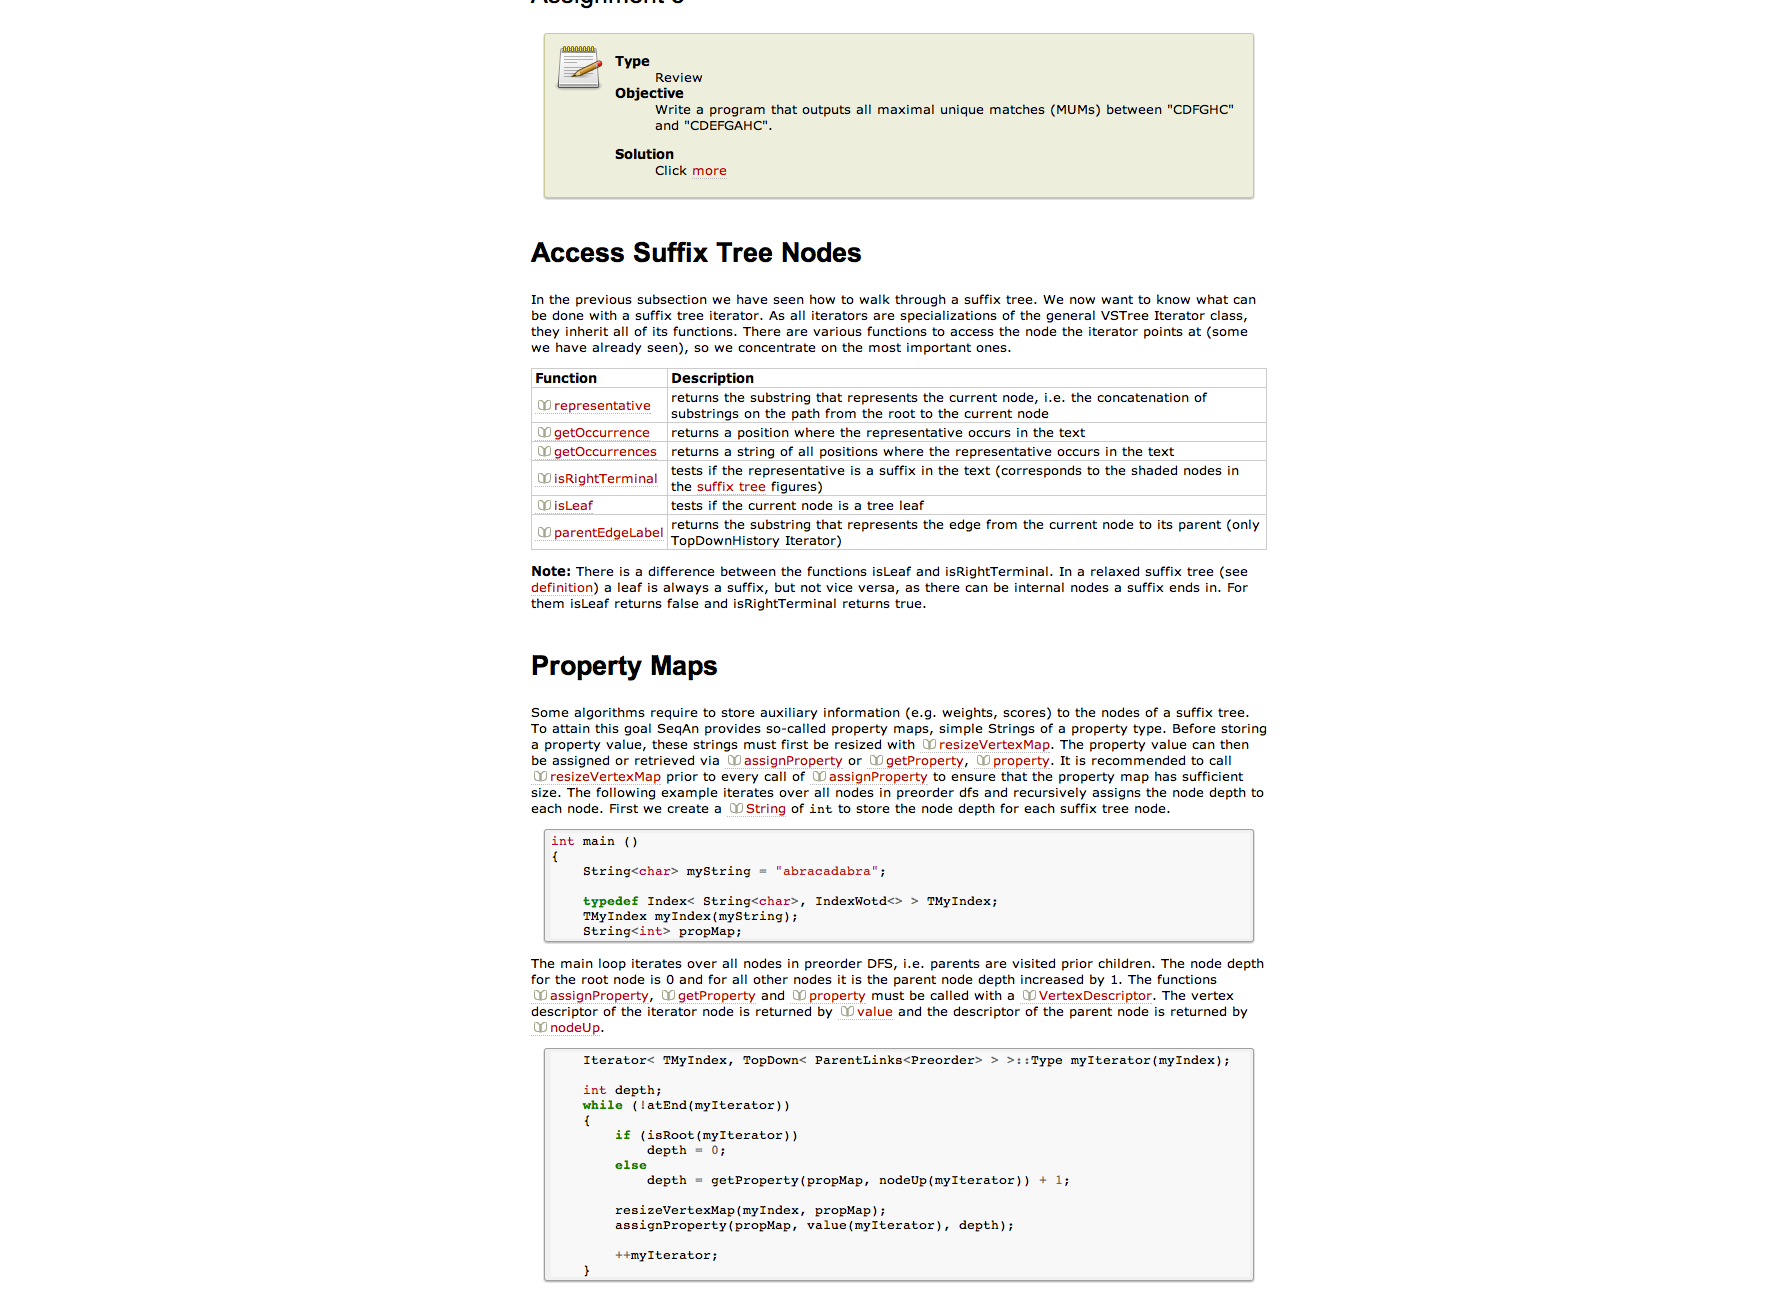 Assignment
Type
Review
Objective
Write a program that outputs all maximal unique matches (MUMs) between "CDFGHC"
and "CDEFGAHC".
Solution
Click more
Access Suffix Tree Nodes
In the previous subsection we have seen how to walk through a suffix tree. We now want to know what can
be done with a suffix tree iterator. As all iterators are specializations of the general VSTree Iterator class,
they inherit all of its functions. There are various functions to access the node the iterator points at (some
we have already seen), so we concentrate on the most important ones.
Function Description
representative returns the substring that represents the current node, i.e. the concatenation of
substrings on the path from the root to the current node
getOccurrence returns a position where the representative occurs in the text
getOccurrences returns a string of all positions where the representative occurs in the text
isRightTerminal tests if the representative is a suffix in the text (corresponds to the shaded nodes in
the suffix tree figures)
isLeaf tests if the current node is a tree leaf
parentEdgeLabel returns the substring that represents the edge from the current node to its parent (only
TopDownHistory Iterator)
Note: There is a difference between the functions isLeaf and isRightTerminal. In a relaxed suffix tree (see
definition) a leaf is always a suffix, but not vice versa, as there can be internal nodes a suffix ends in. For
them isLeaf returns false and isRightTerminal returns true.
Property Maps
Some algorithms require to store auxiliary information (e.g. weights, scores) to the nodes of a suffix tree.
To attain this goal SeqAn provides so-called property maps, simple Strings of a property type. Before storing
a property value, these strings must first be resized with resizeVertexMap. The property value can then
be assigned or retrieved via assignProperty or getProperty, property. It is recommended to call
resizeVertexMap prior to every call of assignProperty to ensure that the property map has sufficient
size. The following example iterates over all nodes in preorder dfs and recursively assigns the node depth to
each node. First we create a String of int to store the node depth for each suffix tree node.
int main ()
{
String<char> myString = "abracadabra";
typedef Index< String<char>, IndexWotd<> > TMyIndex;
TMyIndex myIndex(myString);
String<int> propMap;
The main loop iterates over all nodes in preorder DFS, i.e. parents are visited prior children. The node depth
for the root node is 0 and for all other nodes it is the parent node depth increased by 1. The functions
assignProperty, getProperty and property must be called with a VertexDescriptor. The vertex
descriptor of the iterator node is returned by value and the descriptor of the parent node is returned by
nodeUp.
Iterator< TMyIndex, TopDown< ParentLinks<Preorder> > >::Type myIterator(myIndex);
int depth;
while (!atEnd(myIterator))
{
if (isRoot(myIterator))
depth = 0;
else
depth = getProperty(propMap, nodeUp(myIterator)) + 1;
resizeVertexMap(myIndex, propMap);
assignProperty(propMap, value(myIterator), depth);
++myIterator;
}